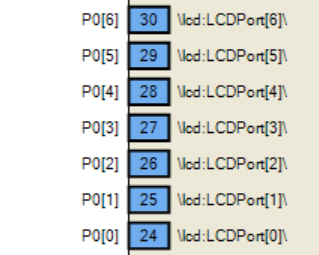 P0[6] 30 \lcd:LCDPort[6]\
P0[5] 29 \lcd:LCDPort[5]\
P0[4] 28 \lcd:LCDPort[4]\
P0[3] 27 \lcd:LCDPort[3]\
P0[2] 26 \lcd:LCDPort[2]\
P0[1] 25 \lcd:LCDPort[1]\
P0[0] 24 \lcd:LCDPort[0]\